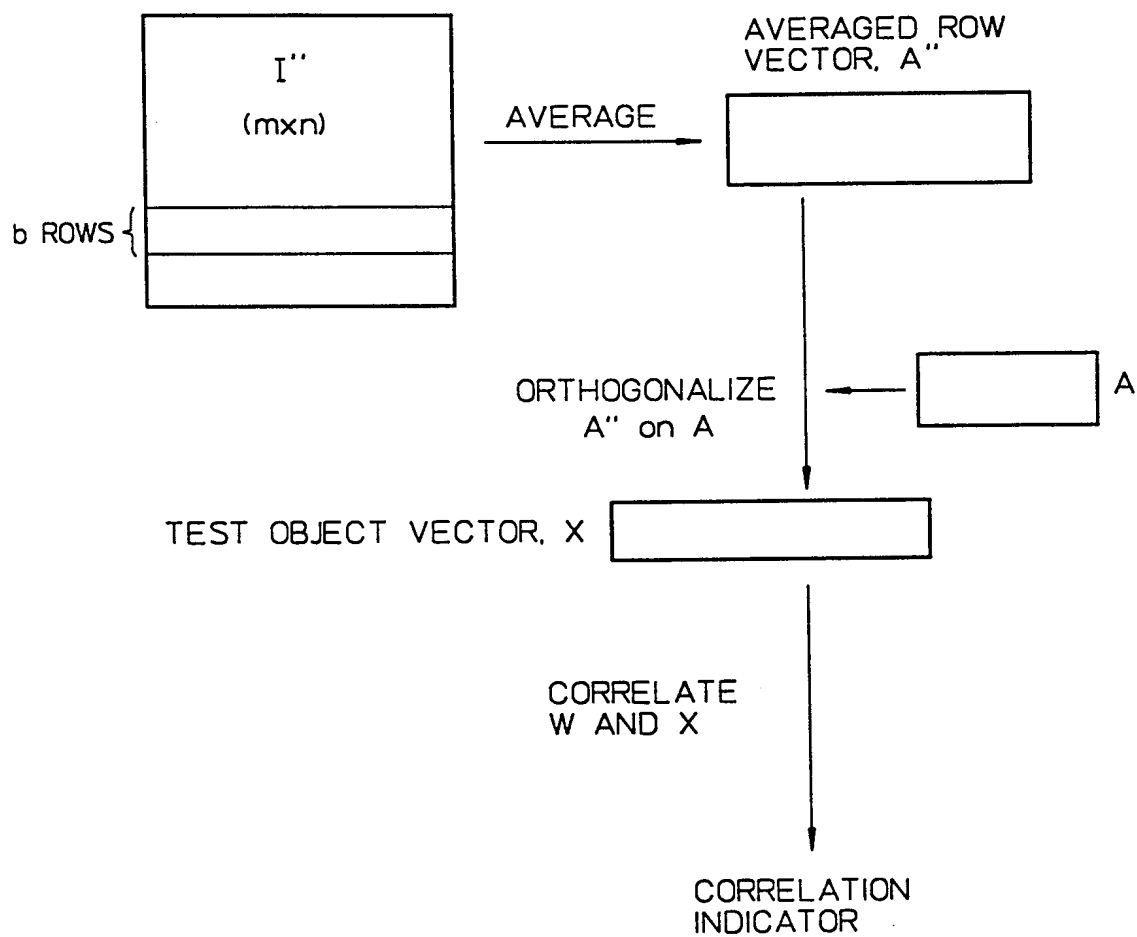 I''
(mxn)
b ROWS
AVERAGE
AVERAGED ROW
VECTOR, A''
ORTHOGONALIZE
A'' on A
A
TEST OBJECT VECTOR, X
CORRELATE
W AND X
CORRELATION
INDICATOR